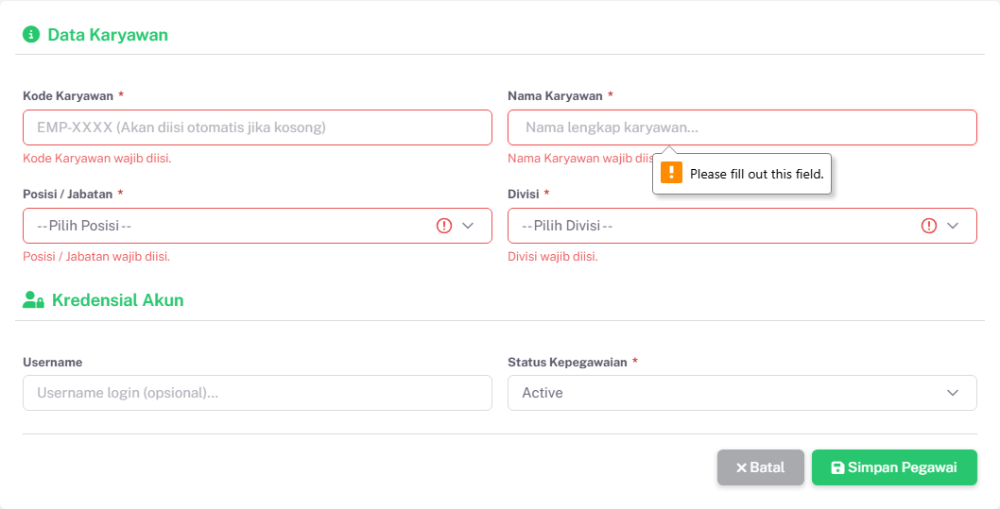 Data Karyawan
Kode Karyawan *
EMP-XXXX (Akan diisi otomatis jika kosong)
Kode Karyawan wajib diisi.
Nama Karyawan *
Nama lengkap karyawan...
Nama Karyawan wajib diis
Please fill out this field.
Posisi / Jabatan *
--Pilih Posisi--
Posisi / Jabatan wajib diisi.
Divisi *
--Pilih Divisi--
Divisi wajib diisi.
Kredensial Akun
Username
Username login (opsional)...
Status Kepegawaian *
Active
Batal
Simpan Pegawai